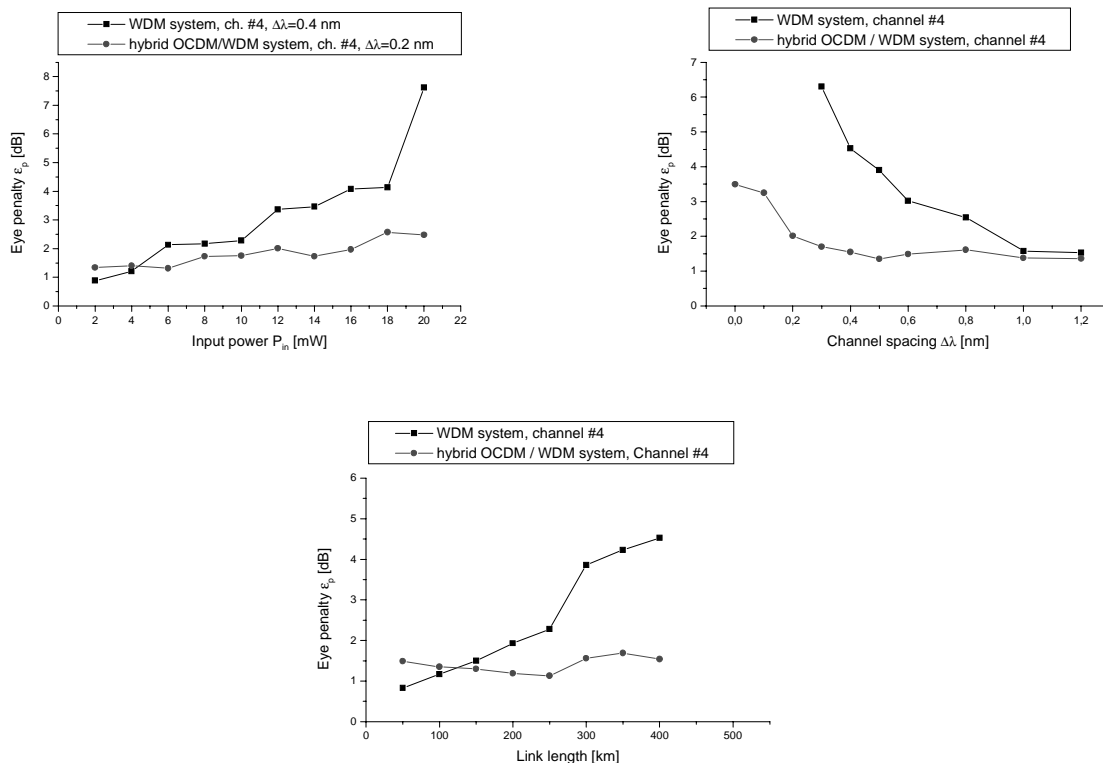 WDM system, ch. #4, Δλ=0.4 nm
hybrid OCDM/WDM system, ch. #4, Δλ=0.2 nm
8
7
6
5
4
3
2
1
0
Eye penalty εp [dB]
0 2 4 6 8 10 12 14 16 18 20 22
Input power Pin [mW]
WDM system, channel #4
hybrid OCDM / WDM system, channel #4
7
6
5
4
3
2
1
0
Eye penalty εp [dB]
0,0 0,2 0,4 0,6 0,8 1,0 1,2
Channel spacing Δλ [nm]
WDM system, channel #4
hybrid OCDM / WDM system, Channel #4
6
5
4
3
2
1
0
Eye penalty εp [dB]
0 100 200 300 400 500
Link length [km]